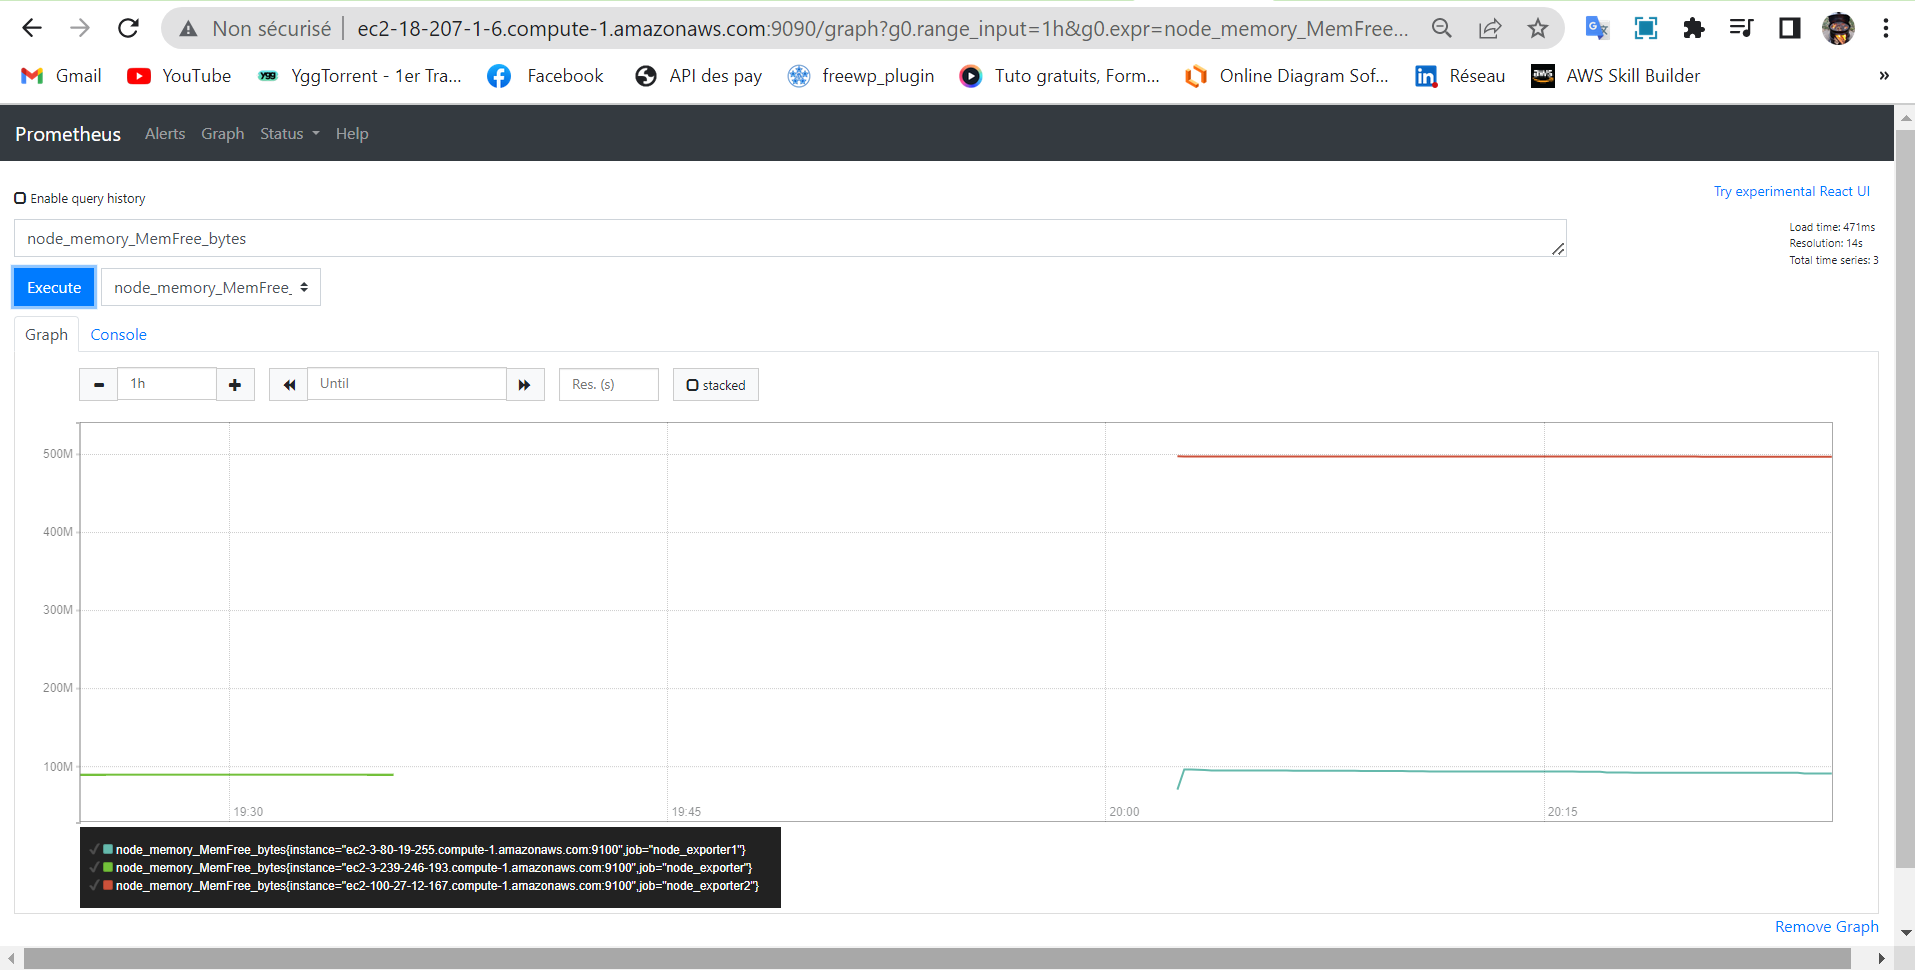 Non sécurisé ec2-18-207-1-6.compute-1.amazonaws.com:9090/graph?g0.range_input=1h&g0.expr=node_memory_MemFree...
Gmail YouTube YGG YggTorrent - 1er Tra... Facebook API des pay freewp_plugin Tuto gratuits, Form... Online Diagram Sof... Réseau aws AWS Skill Builder »
Prometheus Alerts Graph Status Help
Enable query history Try experimental React UI
node_memory_MemFree_bytes
Load time: 471ms
Resolution: 14s
Total time series: 3
Execute node_memory_MemFree_
Graph Console
1h Until Res. (s) stacked
500M
400M
300M
200M
100M
19:30 19:45 20:00 20:15
node_memory_MemFree_bytes{instance="ec2-3-80-19-255.compute-1.amazonaws.com:9100",job="node_exporter1"}
node_memory_MemFree_bytes{instance="ec2-3-239-246-193.compute-1.amazonaws.com:9100",job="node_exporter"}
node_memory_MemFree_bytes{instance="ec2-100-27-12-167.compute-1.amazonaws.com:9100",job="node_exporter2"}
Remove Graph